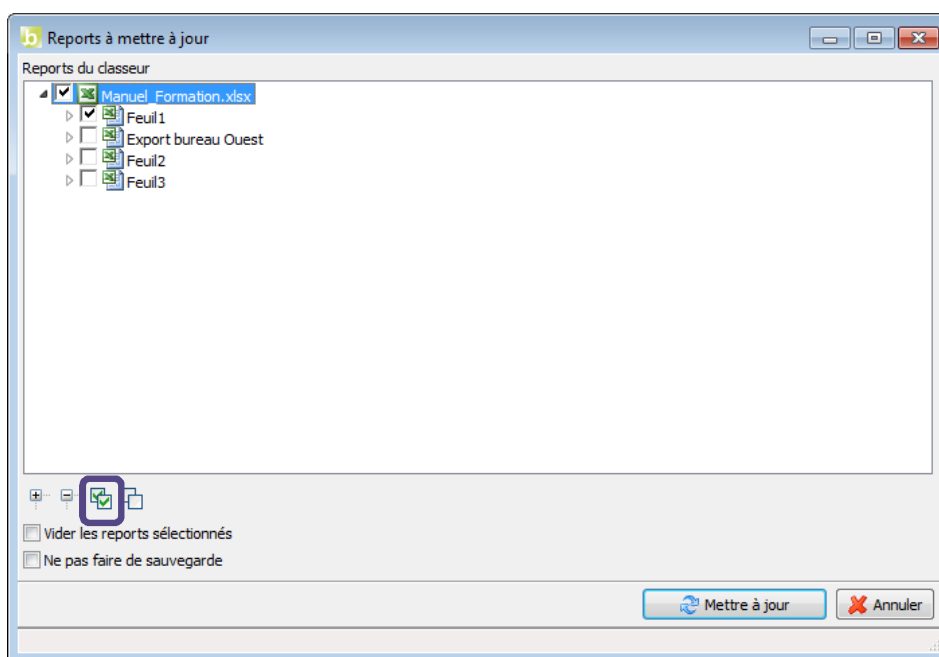 Reports à mettre à jour
Reports du classeur
Manuel_Formation.xlsx
Feuil1
Export bureau Ouest
Feuil2
Feuil3
Vider les reports sélectionnés
Ne pas faire de sauvegarde
Mettre à jour Annuler